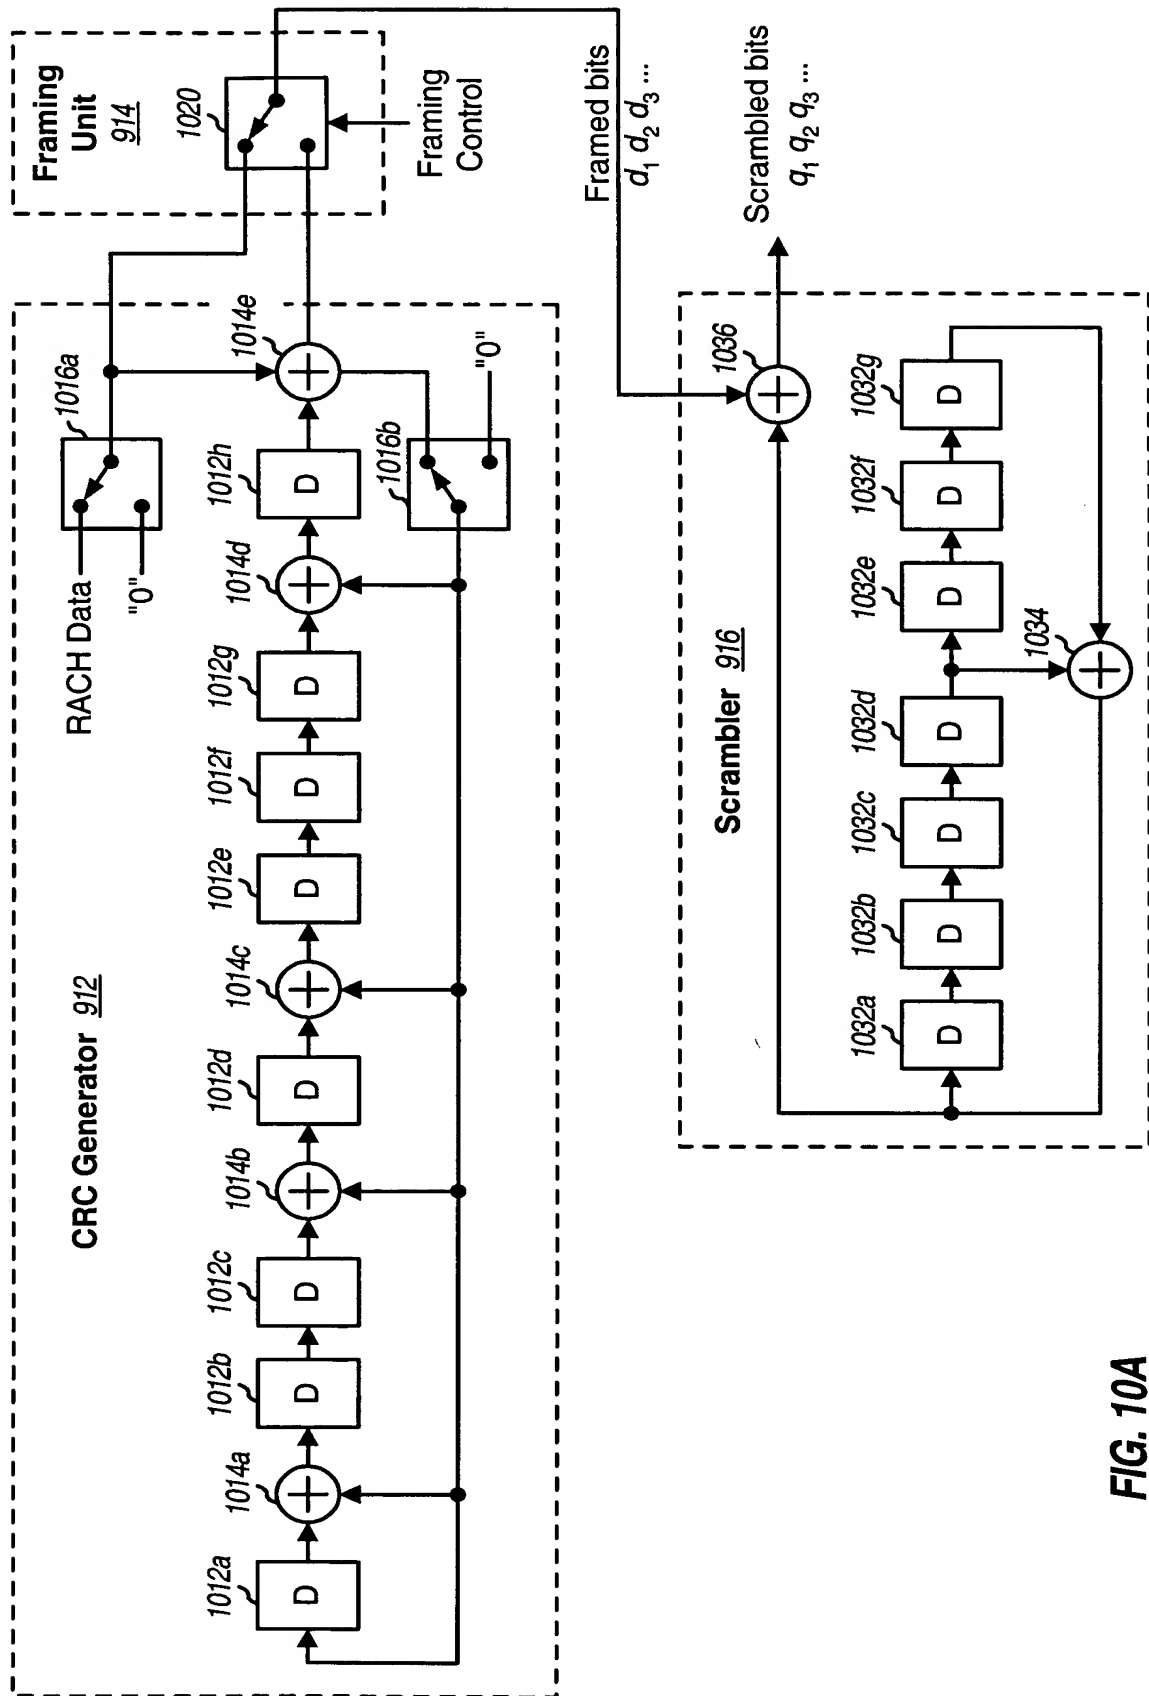 CRC Generator 912
RACH Data
"0"
1016a
1012a
D
1014a
1012b
D
1012c
D
1014b
1012d
D
1014c
1012e
D
1012f
D
1012g
D
1014d
1012h
D
1014e
1016b
"0"
Framing
Unit
914
1020
Framing
Control
Framed bits
d1 d2 d3 ...
Scrambler 916
1032a
D
1032b
D
1032c
D
1032d
D
1032e
D
1032f
D
1032g
D
1034
1036
Scrambled bits
q1 q2 q3 ...
FIG. 10A